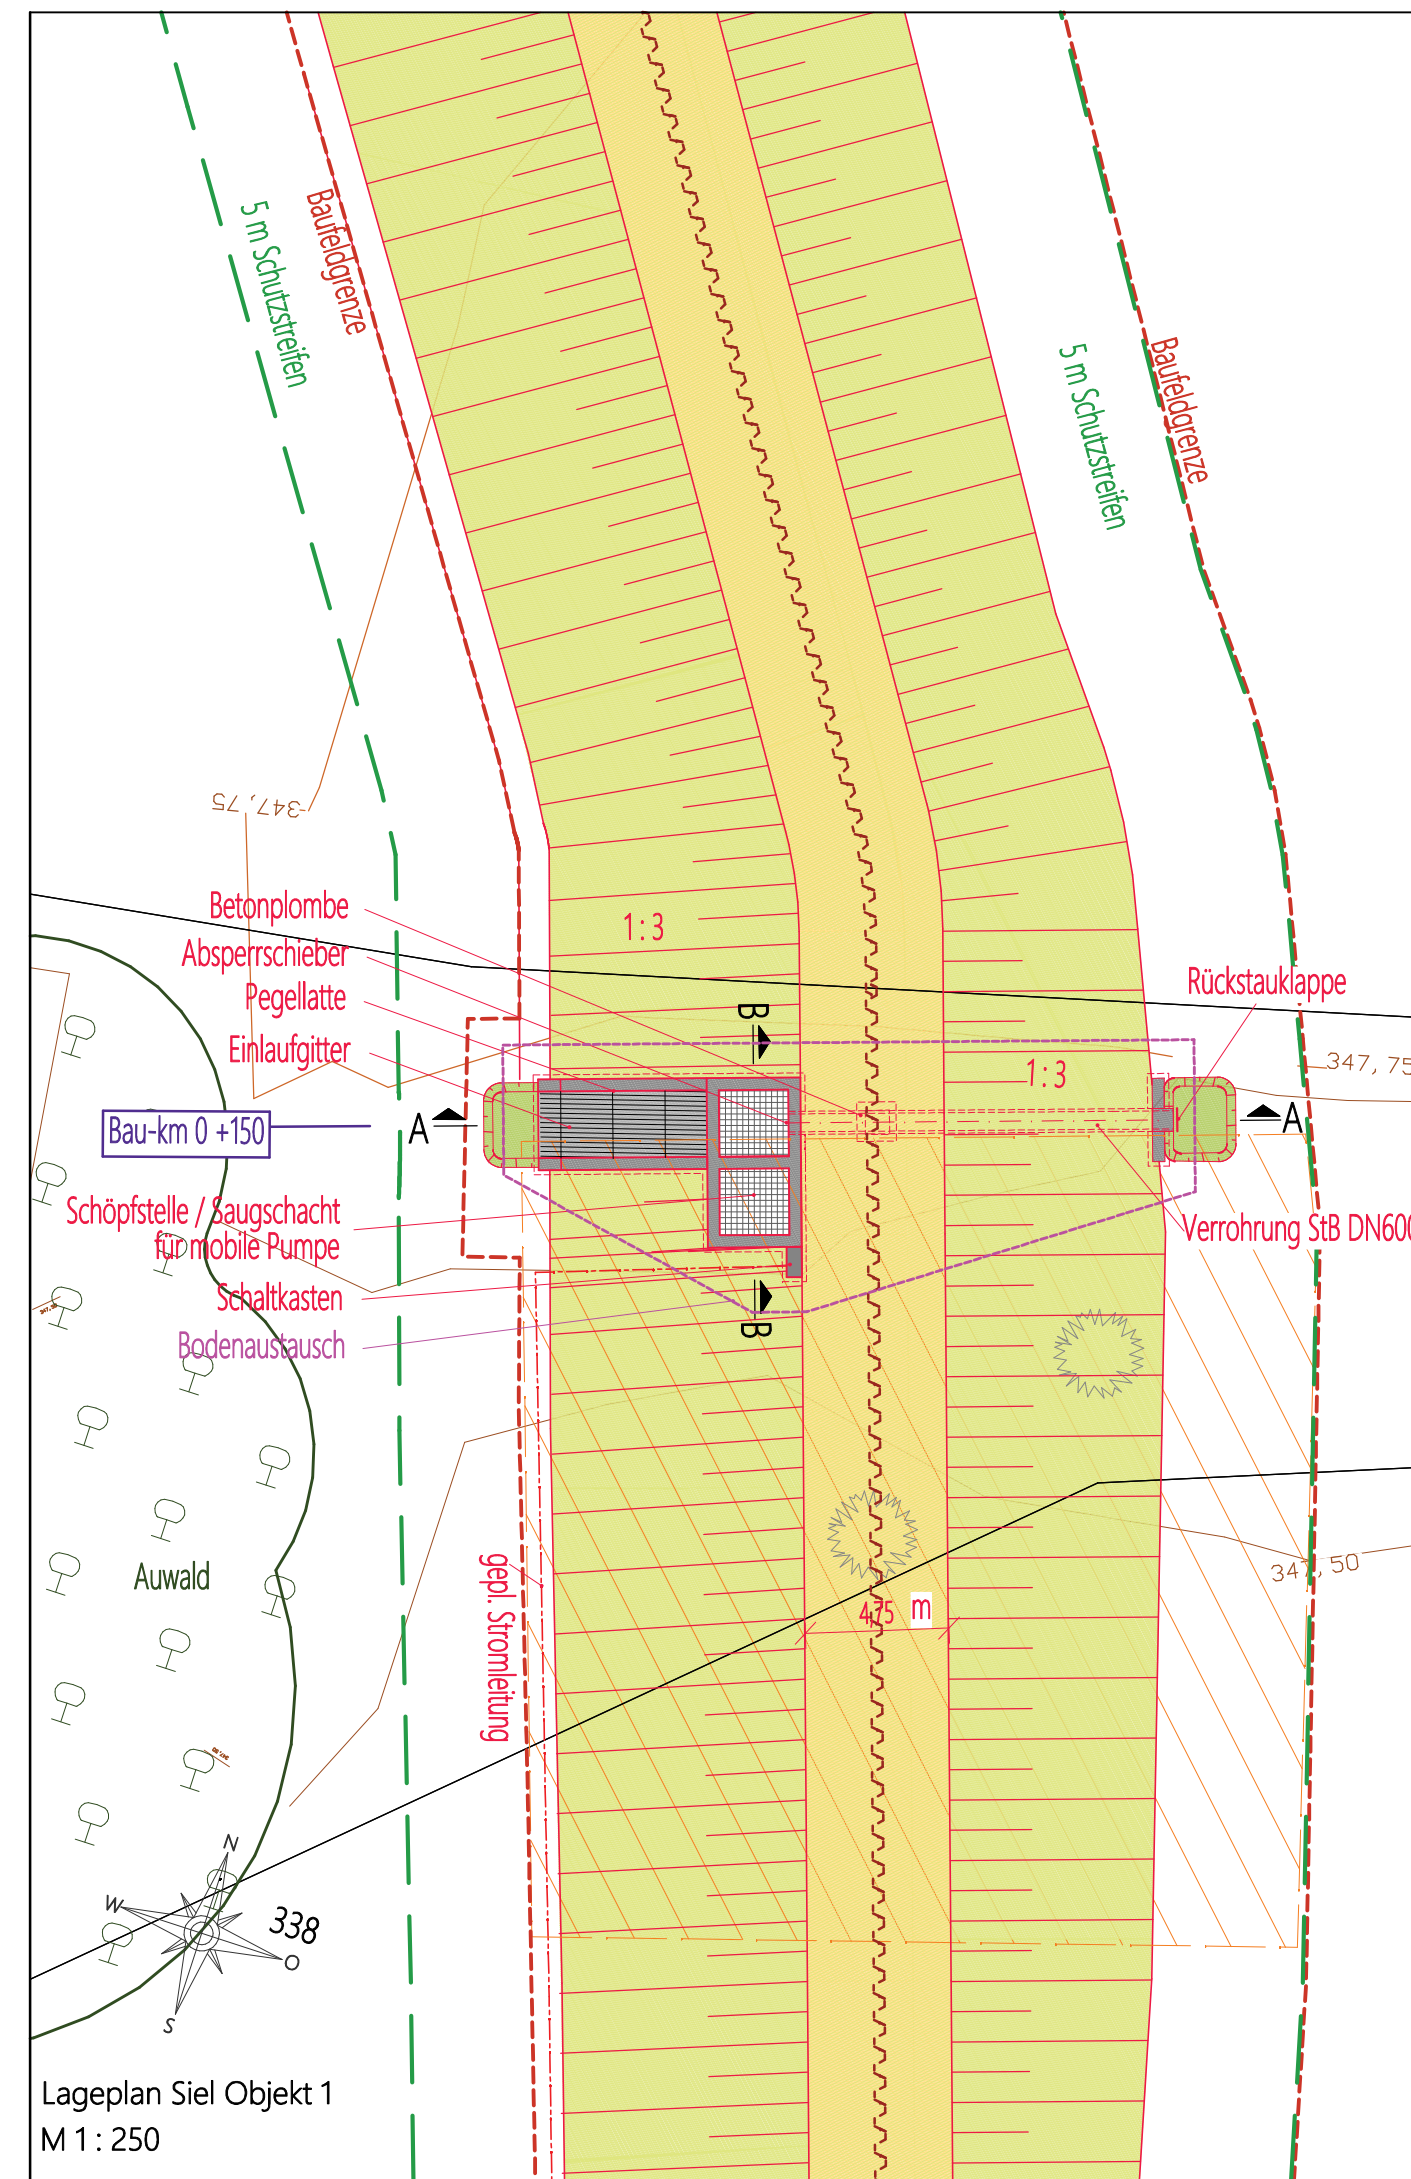 Baufeldgrenze
5 m Schutzstreifen
Baufeldgrenze
5 m Schutzstreifen
347,75
Betonplombe
1:3
Absperrschieber
Pegellatte
Rückstauklappe
B
Einlaufgitter
1:3
347,75
Bau-km 0 +150
A
A
Schöpfstelle / Saugschacht
für mobile Pumpe
Verrohrung StB DN600
Schaltkasten
B
Bodenaustausch
347,50
Auwald
gepl. Stromleitung
4,75 m
N
W
O
S
338
Lageplan Siel Objekt 1
M 1 : 250